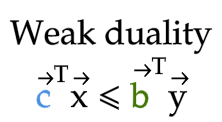 Weak duality
c⃗ᵀx⃗ ⩽ b⃗ᵀy⃗